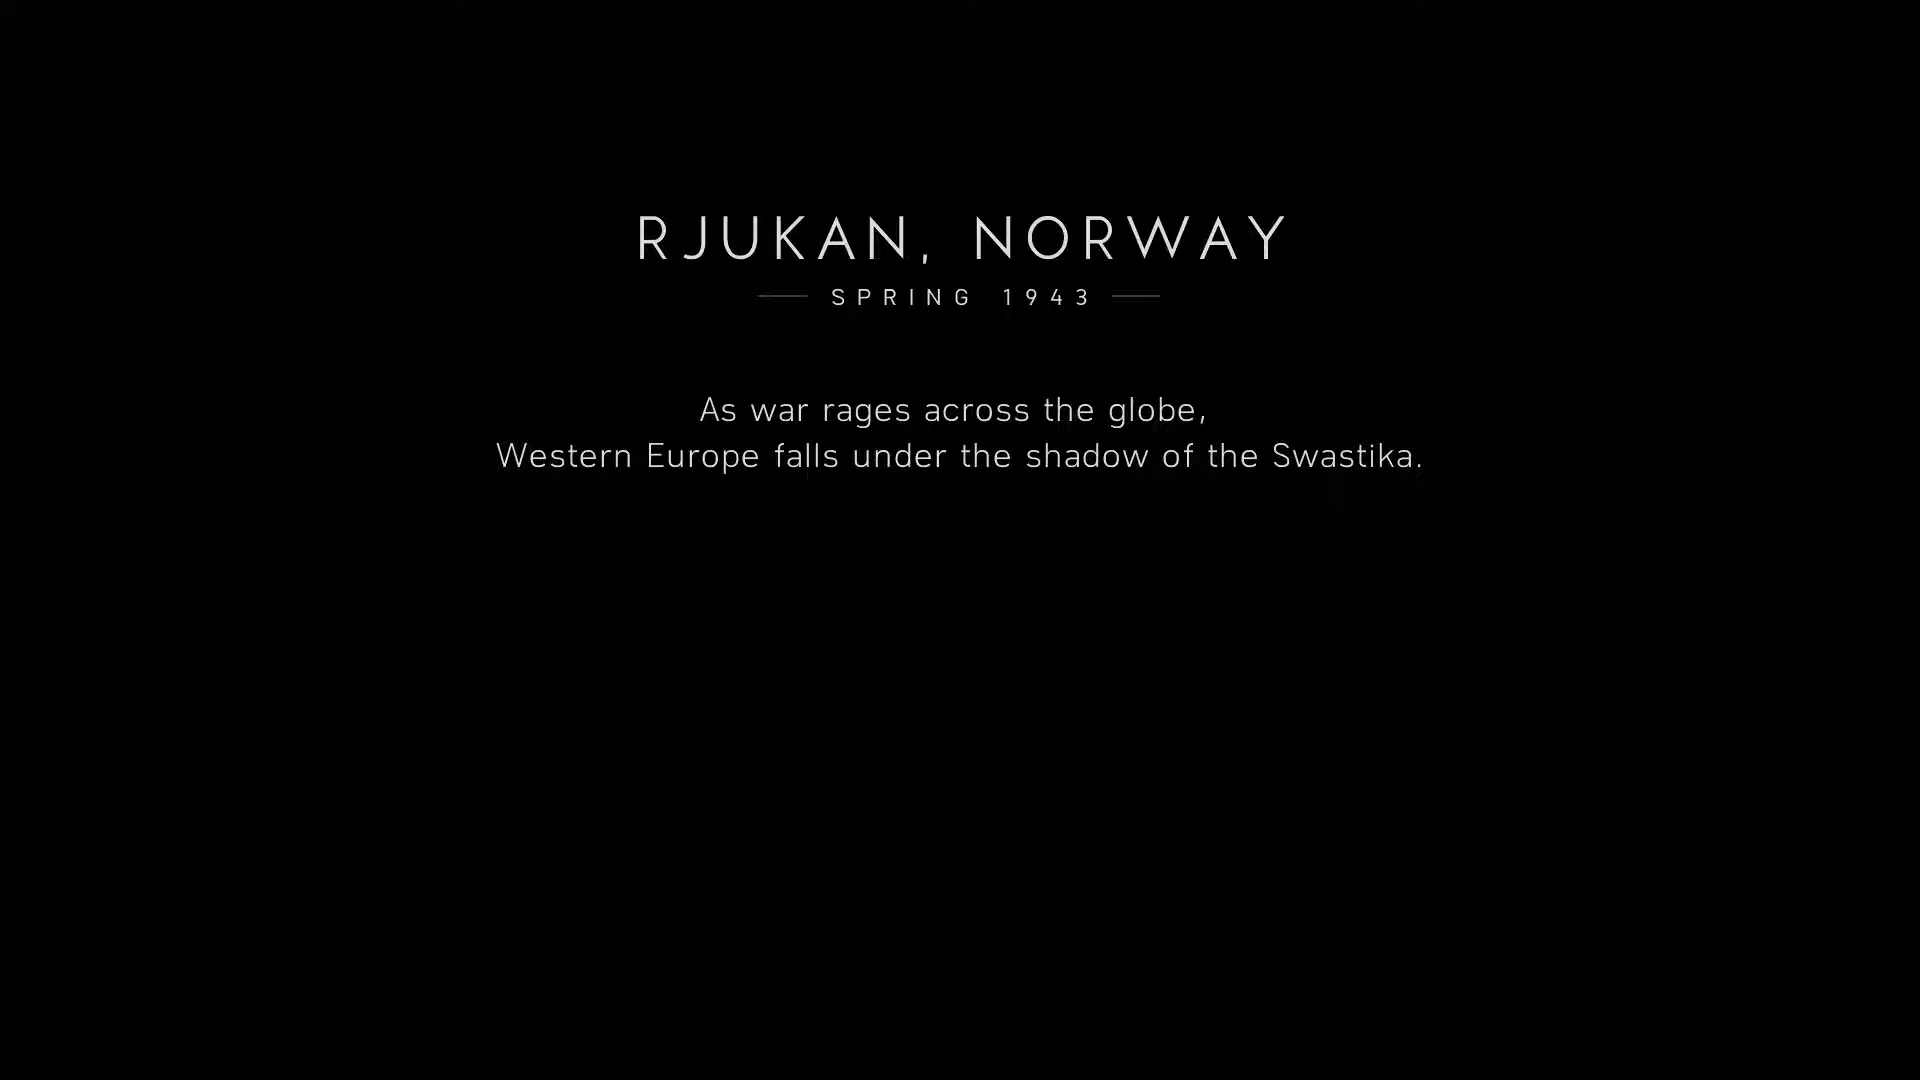 RJUKAN, NORWAY
SPRING 1943
As war rages across the globe,
Western Europe falls under the shadow of the Swastika.